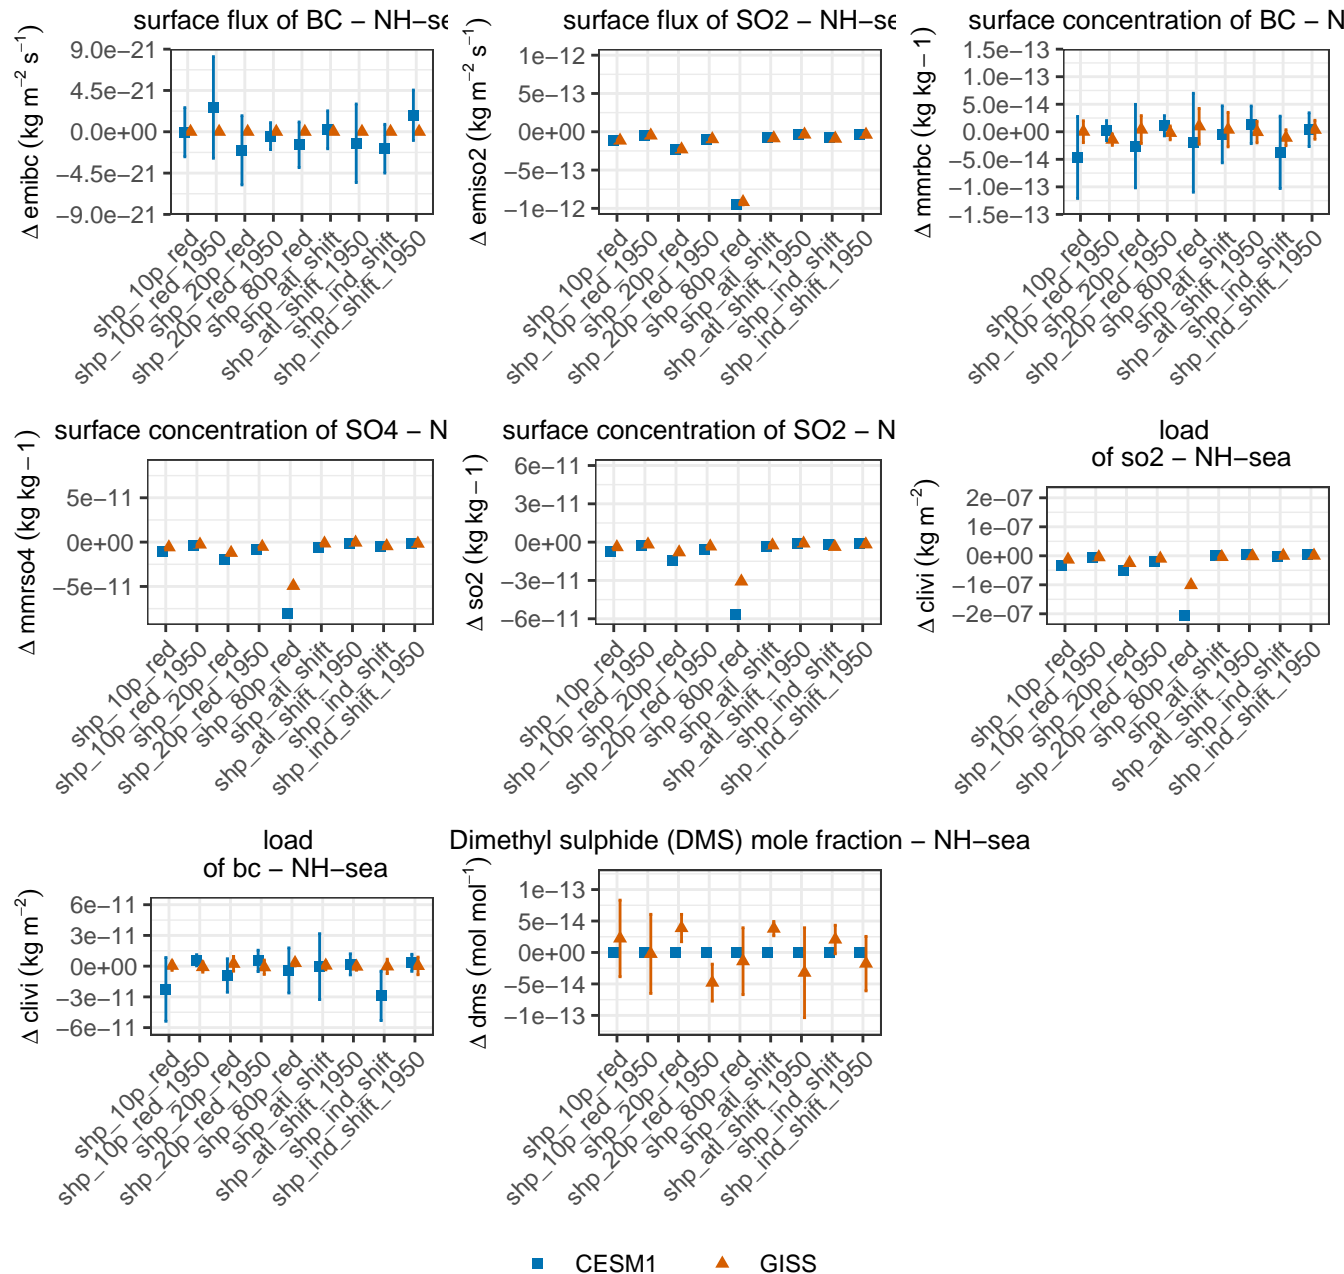 surface flux of BC − NH−se
Δ emibc (kg m−2 s−1)
9.0e−21
4.5e−21
0.0e+00
−4.5e−21
−9.0e−21
shp_10p_red
shp_10p_red_1950
shp_20p_red
shp_20p_red_1950
shp_80p_red
shp_atl_shift
shp_atl_shift_1950
shp_ind_shift
shp_ind_shift_1950
surface flux of SO2 − NH−se
Δ emiso2 (kg m−2 s−1)
1e−12
5e−13
0e+00
−5e−13
−1e−12
shp_10p_red
shp_10p_red_1950
shp_20p_red
shp_20p_red_1950
shp_80p_red
shp_atl_shift
shp_atl_shift_1950
shp_ind_shift
shp_ind_shift_1950
surface concentration of BC − N
Δ mmrbc (kg kg−1)
1.5e−13
1.0e−13
5.0e−14
0.0e+00
−5.0e−14
−1.0e−13
−1.5e−13
shp_10p_red
shp_10p_red_1950
shp_20p_red
shp_20p_red_1950
shp_80p_red
shp_atl_shift
shp_atl_shift_1950
shp_ind_shift
shp_ind_shift_1950
surface concentration of SO4 − N
Δ mmrso4 (kg kg−1)
5e−11
0e+00
−5e−11
shp_10p_red
shp_10p_red_1950
shp_20p_red
shp_20p_red_1950
shp_80p_red
shp_atl_shift
shp_atl_shift_1950
shp_ind_shift
shp_ind_shift_1950
surface concentration of SO2 − N
Δ so2 (kg kg−1)
6e−11
3e−11
0e+00
−3e−11
−6e−11
shp_10p_red
shp_10p_red_1950
shp_20p_red
shp_20p_red_1950
shp_80p_red
shp_atl_shift
shp_atl_shift_1950
shp_ind_shift
shp_ind_shift_1950
load
of so2 − NH−sea
Δ clivi (kg m−2)
2e−07
1e−07
0e+00
−1e−07
−2e−07
shp_10p_red
shp_10p_red_1950
shp_20p_red
shp_20p_red_1950
shp_80p_red
shp_atl_shift
shp_atl_shift_1950
shp_ind_shift
shp_ind_shift_1950
load
of bc − NH−sea
Δ clivi (kg m−2)
6e−11
3e−11
0e+00
−3e−11
−6e−11
shp_10p_red
shp_10p_red_1950
shp_20p_red
shp_20p_red_1950
shp_80p_red
shp_atl_shift
shp_atl_shift_1950
shp_ind_shift
shp_ind_shift_1950
Dimethyl sulphide (DMS) mole fraction − NH−sea
Δ dms (mol mol−1)
1e−13
5e−14
0e+00
−5e−14
−1e−13
shp_10p_red
shp_10p_red_1950
shp_20p_red
shp_20p_red_1950
shp_80p_red
shp_atl_shift
shp_atl_shift_1950
shp_ind_shift
shp_ind_shift_1950
CESM1
GISS